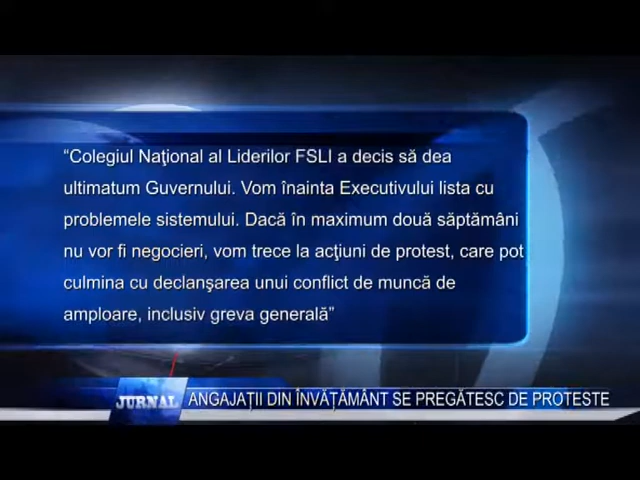 “Colegiul Naţional al Liderilor FSLI a decis să dea
ultimatum Guvernului. Vom înainta Executivului lista cu
problemele sistemului. Dacă în maximum două săptămâni
nu vor fi negocieri, vom trece la acţiuni de protest, care pot
culmina cu declanşarea unui conflict de muncă de
amploare, inclusiv greva generală”
JURNAL ANGAJAȚII DIN ÎNVĂȚĂMÂNT SE PREGĂTESC DE PROTESTE